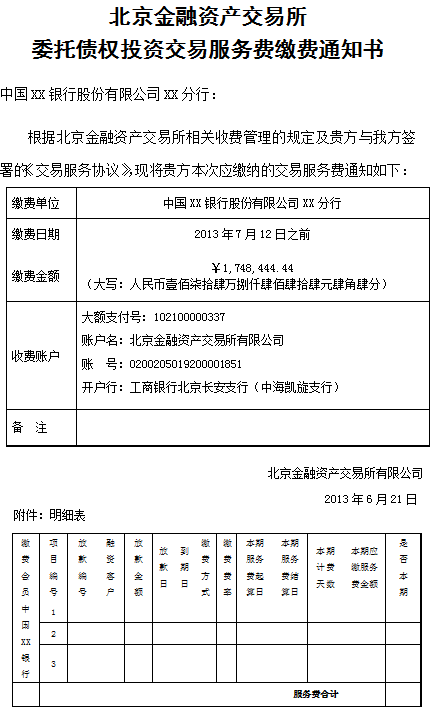 北京金融资产交易所
委托债权投资交易服务费缴费通知书
中国XX银行股份有限公司XX分行：
根据北京金融资产交易所相关收费管理的规定及贵方与我方签
署的《交易服务协议》,现将贵方本次应缴纳的交易服务费通知如下：
缴费单位 中国XX银行股份有限公司XX分行
缴费日期 2013年7月12日之前
缴费金额 ￥1,748,444.44
（大写：人民币壹佰柒拾肆万捌仟肆佰肆拾肆元肆角肆分）
收费账户
大额支付号：102100000337
账户名：北京金融资产交易所有限公司
账 号：0200205019200001851
开户行：工商银行北京长安支行（中海凯旋支行）
备 注
北京金融资产交易所有限公司
2013年6月21日
附件：明细表
缴费会员 项目编号 放款编号 融资客户 放款金额 放款日 到期日 缴费方式 缴费费率 本期服务费起算日 本期服务费结算日 本期计费天数 本期应缴服务费金额 是否本期
中国XX银行
1
2
3
服务费合计